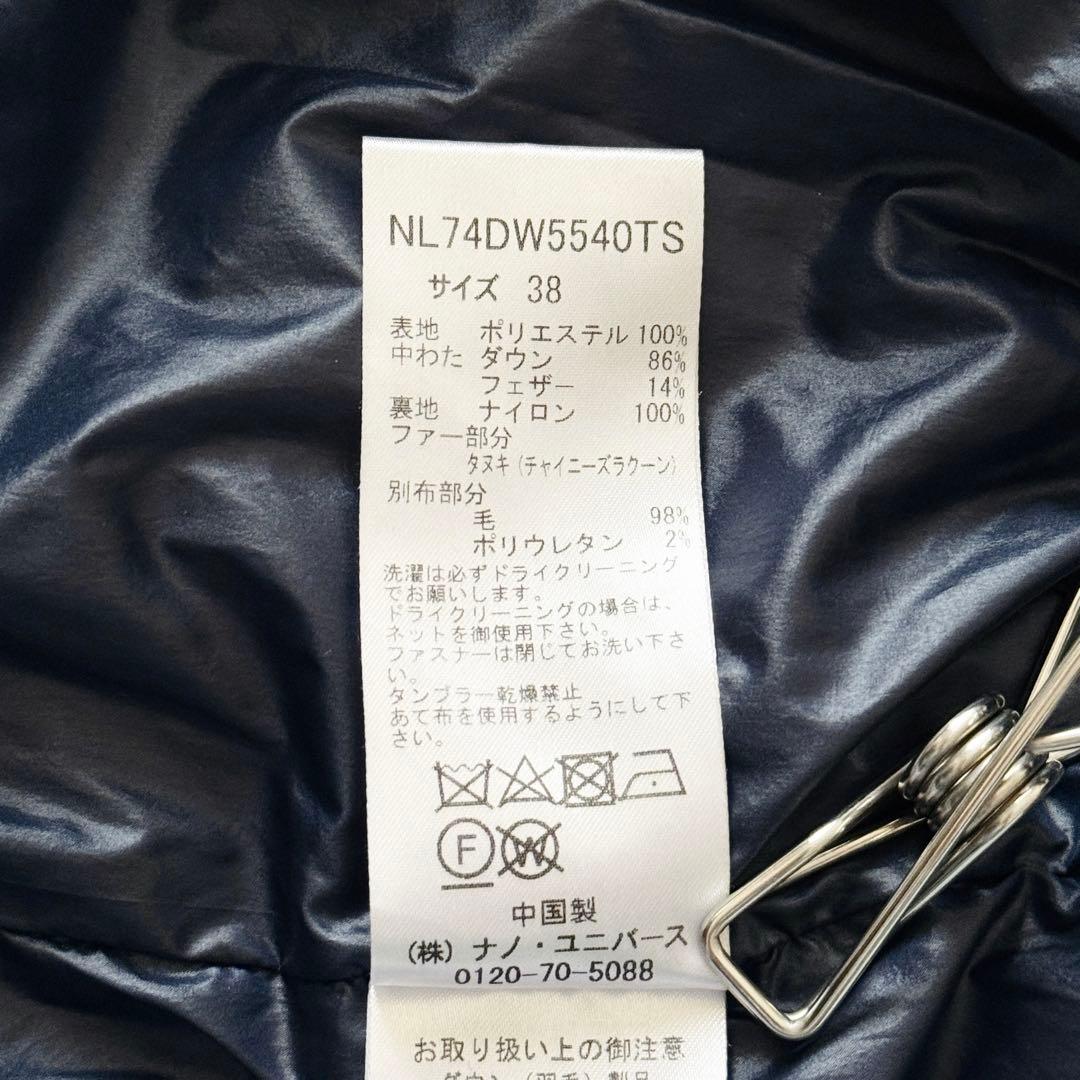 NL74DW5540TS
サイズ 38
表地 ポリエステル 100%
中わた ダウン 86%
フェザー 14%
裏地 ナイロン 100%
ファー部分
タヌキ(チャイニーズラクーン)
別布部分
毛 98%
ポリウレタン 2%
洗濯は必ずドライクリーニング
でお願いします。
ドライクリーニングの場合は、
ネットを御使用下さい。
ファスナーは閉じてお洗い下さ
い。
タンブラー乾燥禁止
あて布を使用するようにして下
さい。
F W
中国製
(株)ナノ・ユニバース
0120-70-5088
お取り扱い上の御注意
ダウン(羽毛)製品